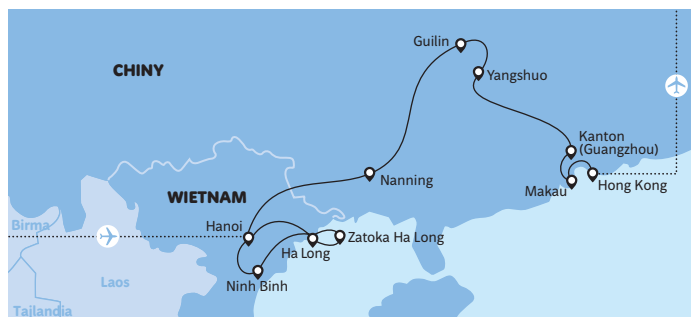 Guilin
CHINY
Yangshuo
Kanton
(Guangzhou)
Nanning
Makau
Hong Kong
WIETNAM
Birma
Hanoi
Zatoka Ha Long
Ha Long
Laos
Ninh Binh
Tajlandia